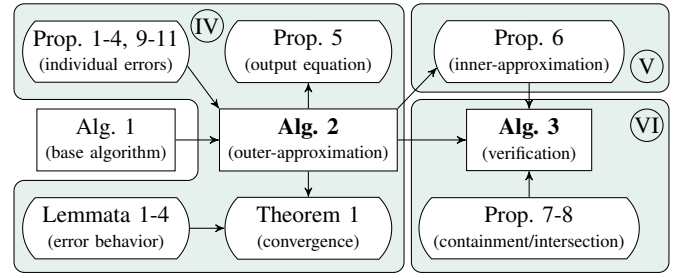 Prop. 1-4, 9-11
(individual errors)
IV
Prop. 5
(output equation)
Prop. 6
(inner-approximation)
V
Alg. 1
(base algorithm)
Alg. 2
(outer-approximation)
Alg. 3
(verification)
VI
Lemmata 1-4
(error behavior)
Theorem 1
(convergence)
Prop. 7-8
(containment/intersection)